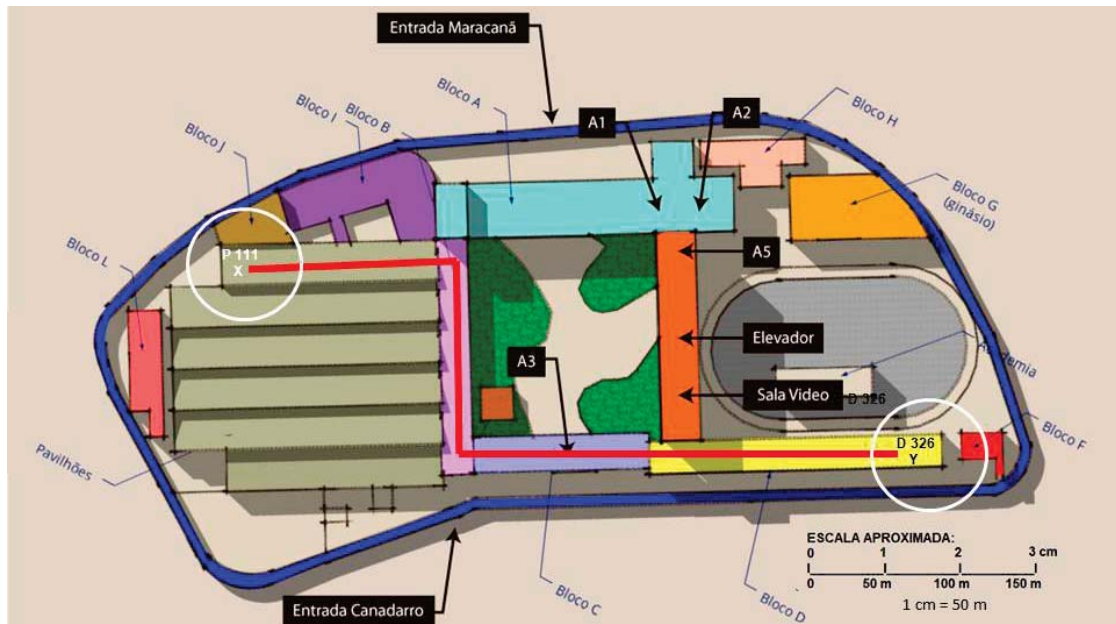 Entrada Maracanã
Bloco A
Bloco B
Bloco I
Bloco J
Bloco L
A1
A2
Bloco H
Bloco G
(ginásio)
P 111
X
A5
Elevador
A3
Sala Video
D 326
D 326
Y
Bloco F
Pavilhões
Entrada Canadarro
Bloco C
Bloco D
ESCALA APROXIMADA:
0 1 2 3 cm
0 50 m 100 m 150 m
1 cm = 50 m